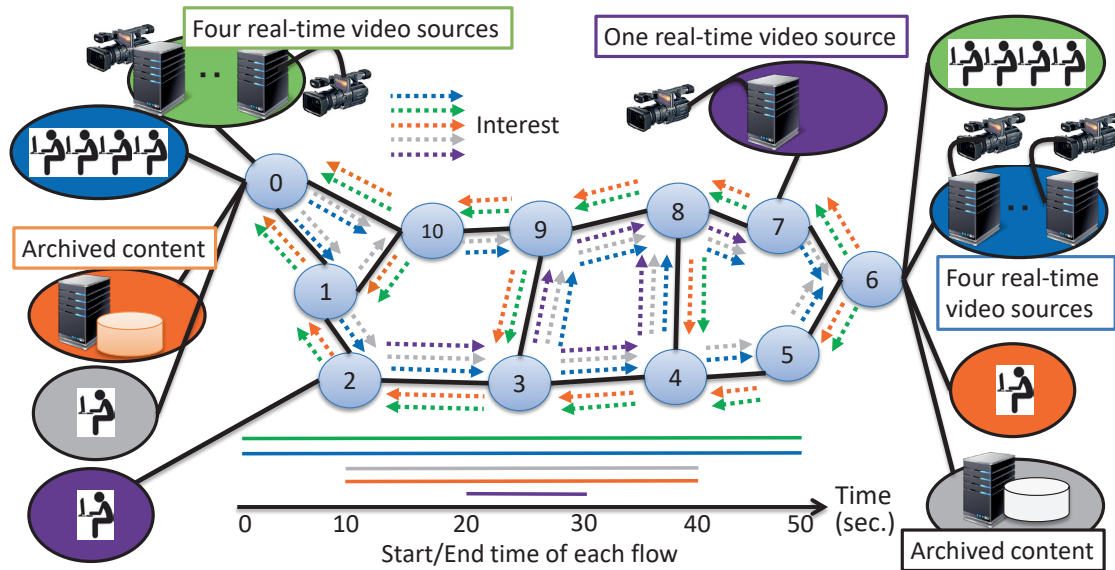 Four real-time video sources
One real-time video source
Interest
Archived content
0
10
9
8
7
6
1
2
3
4
5
Four real-time
video sources
Time
(sec.)
0
10
20
30
40
50
Start/End time of each flow
Archived content